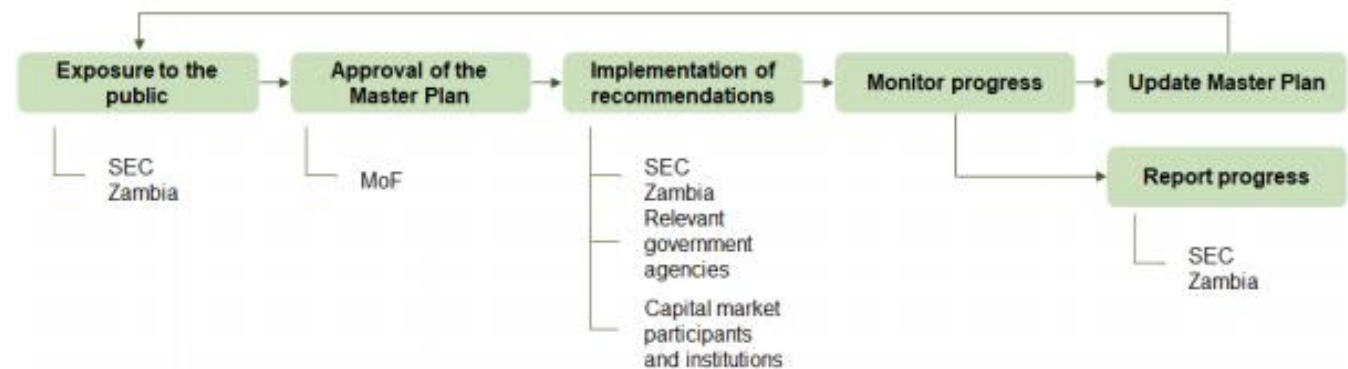 Exposure to the
public
Approval of the
Master Plan
Implementation of
recommendations
Monitor progress
Update Master Plan
Report progress
SEC
Zambia
MoF
SEC
Zambia
Relevant
government
agencies
Capital market
participants
and institutions
SEC
Zambia